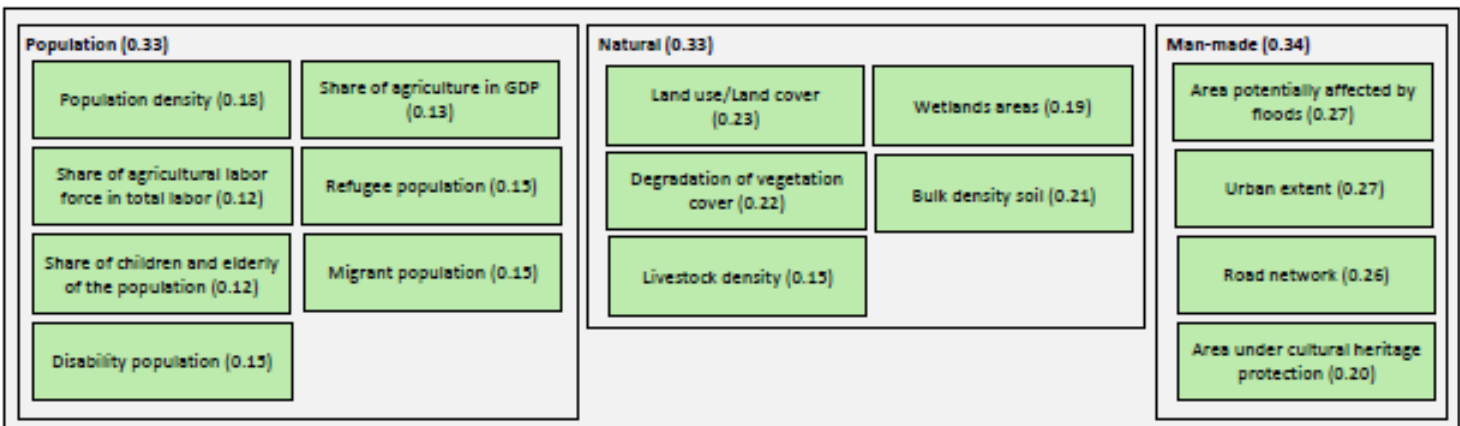 Population (0.33)
Population density (0.18)
Share of agriculture in GDP
(0.13)
Share of agricultural labor
force in total labor (0.12)
Refugee population (0.15)
Share of children and elderly
of the population (0.12)
Migrant population (0.15)
Disability population (0.15)
Natural (0.33)
Land use/Land cover
(0.23)
Wetlands areas (0.19)
Degradation of vegetation
cover (0.22)
Bulk density soil (0.21)
Livestock density (0.15)
Man-made (0.34)
Area potentially affected by
floods (0.27)
Urban extent (0.27)
Road network (0.26)
Area under cultural heritage
protection (0.20)